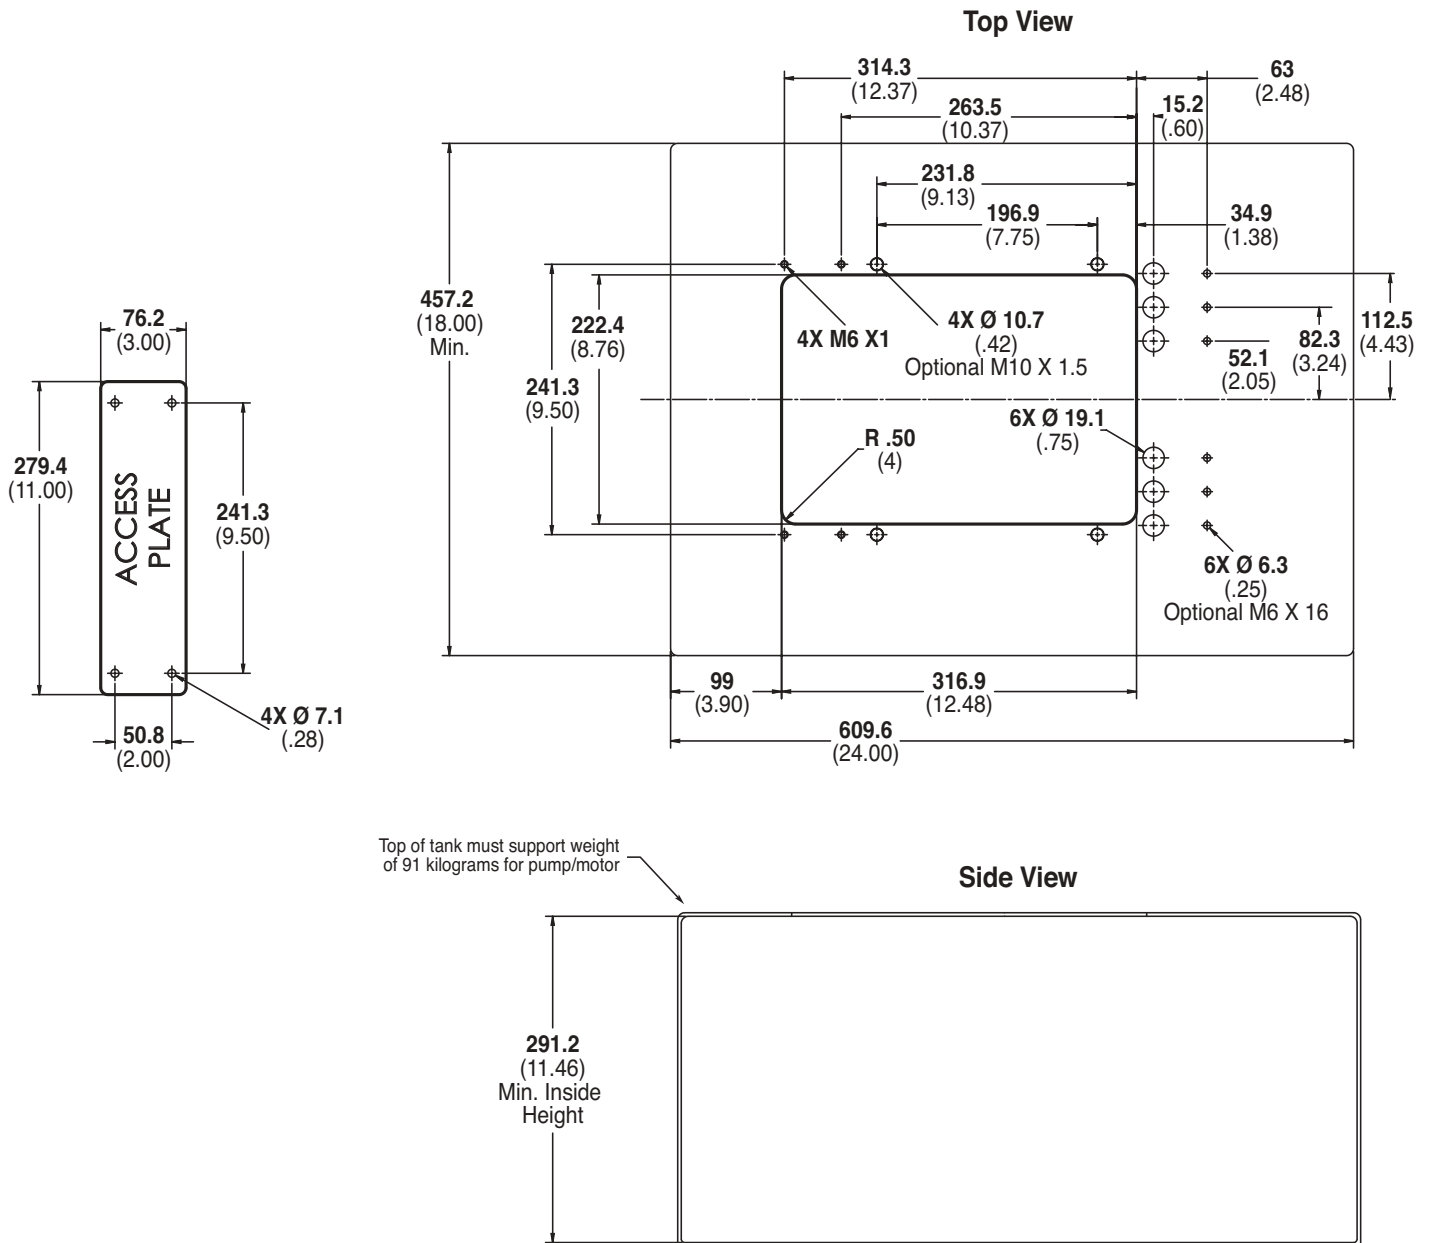 Top View
314.3
(12.37)
63
(2.48)
263.5
(10.37)
15.2
(.60)
231.8
(9.13)
196.9
(7.75)
34.9
(1.38)
457.2
(18.00)
Min.
222.4
(8.76)
241.3
(9.50)
4X M6 X1
4X Ø 10.7
(.42)
Optional M10 X 1.5
112.5
(4.43)
82.3
(3.24)
52.1
(2.05)
R .50
(4)
6X Ø 19.1
(.75)
6X Ø 6.3
(.25)
Optional M6 X 16
99
(3.90)
316.9
(12.48)
609.6
(24.00)
76.2
(3.00)
279.4
(11.00)
ACCESS
PLATE
241.3
(9.50)
50.8
(2.00)
4X Ø 7.1
(.28)
Top of tank must support weight
of 91 kilograms for pump/motor
Side View
291.2
(11.46)
Min. Inside
Height